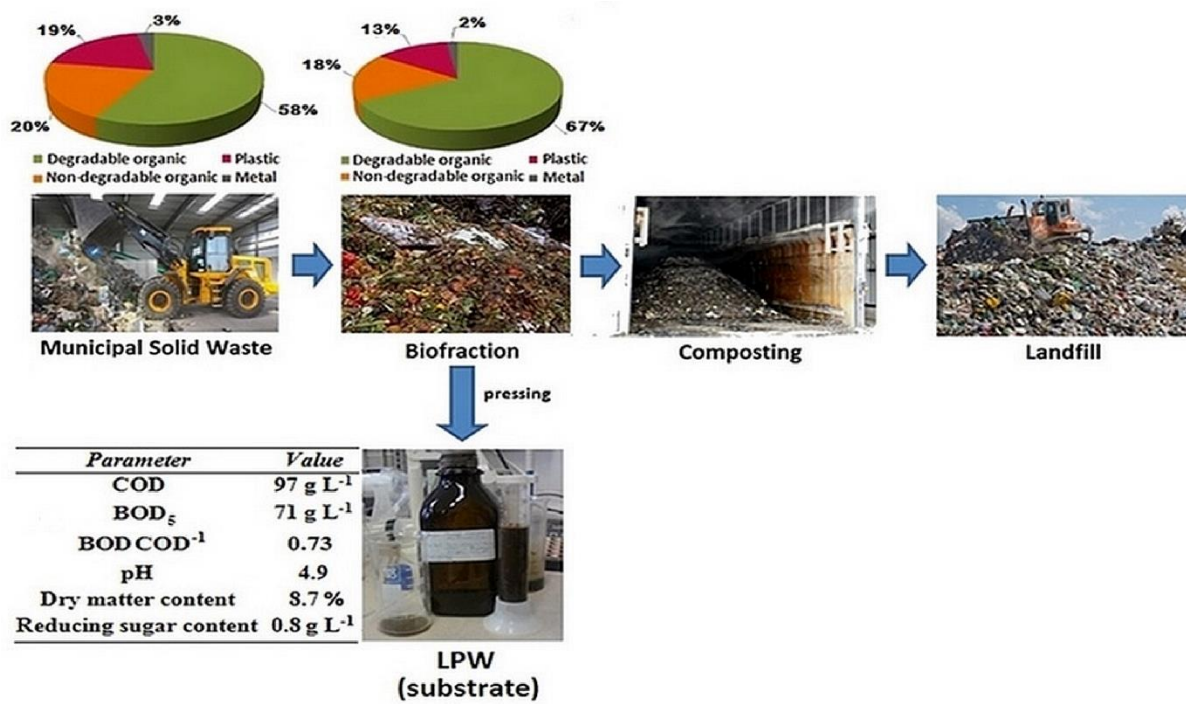 19%
3%
58%
20%
13%
2%
18%
67%
Degradable organic
Plastic
Non-degradable organic
Metal
Degradable organic
Plastic
Non-degradable organic
Metal
Municipal Solid Waste
Biofraction
Composting
Landfill
pressing
Parameter Value
COD 97 g L⁻¹
BOD₅ 71 g L⁻¹
BOD COD⁻¹ 0.73
pH 4.9
Dry matter content 8.7 %
Reducing sugar content 0.8 g L⁻¹
LPW
(substrate)